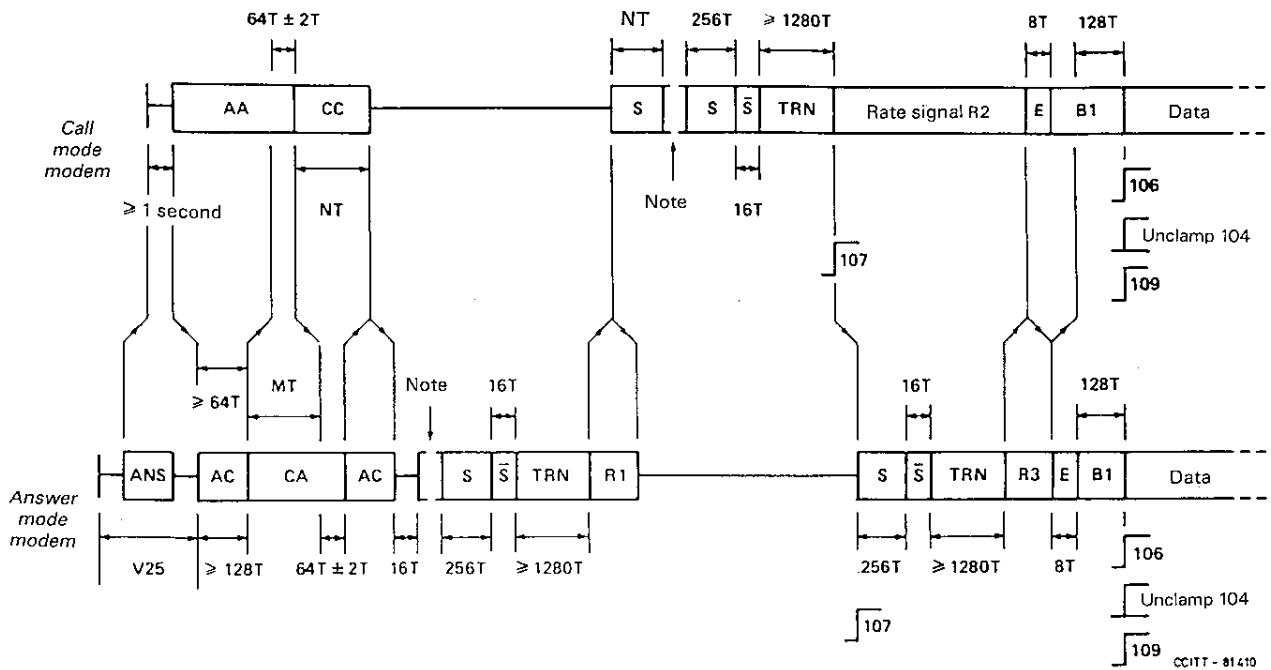 64T ± 2T
NT
256T
⩾ 1280T
8T
128T
AA
CC
S
S
S̄
TRN
Rate signal R2
E
B1
Data
Call
mode
modem
⩾ 1 second
NT
Note
16T
106
Unclamp 104
107
109
⩾ 64T
MT
Note
16T
16T
128T
ANS
AC
CA
AC
S
S̄
TRN
R1
S
S̄
TRN
R3
E
B1
Data
Answer
mode
modem
V25
⩾ 128T
64T ± 2T
16T
256T
⩾ 1280T
256T
⩾ 1280T
8T
106
Unclamp 104
107
109
CCITT - 81410